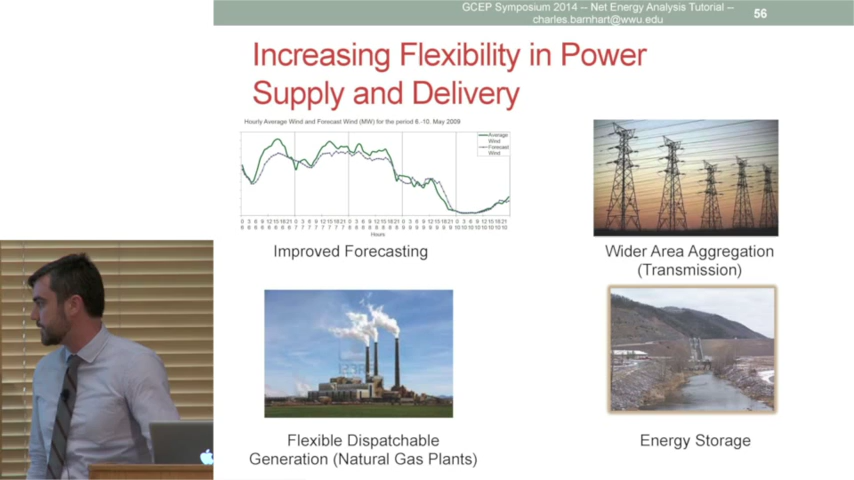 GCEP Symposium 2014 -- Net Energy Analysis Tutorial --
charles.barnhart@wwu.edu
56
Increasing Flexibility in Power
Supply and Delivery
Hourly Average Wind and Forecast Wind (MW) for the period 6.-10. May 2009
Average
Wind
Forecast
Wind
Hours
Improved Forecasting
Wider Area Aggregation
(Transmission)
Flexible Dispatchable
Generation (Natural Gas Plants)
Energy Storage